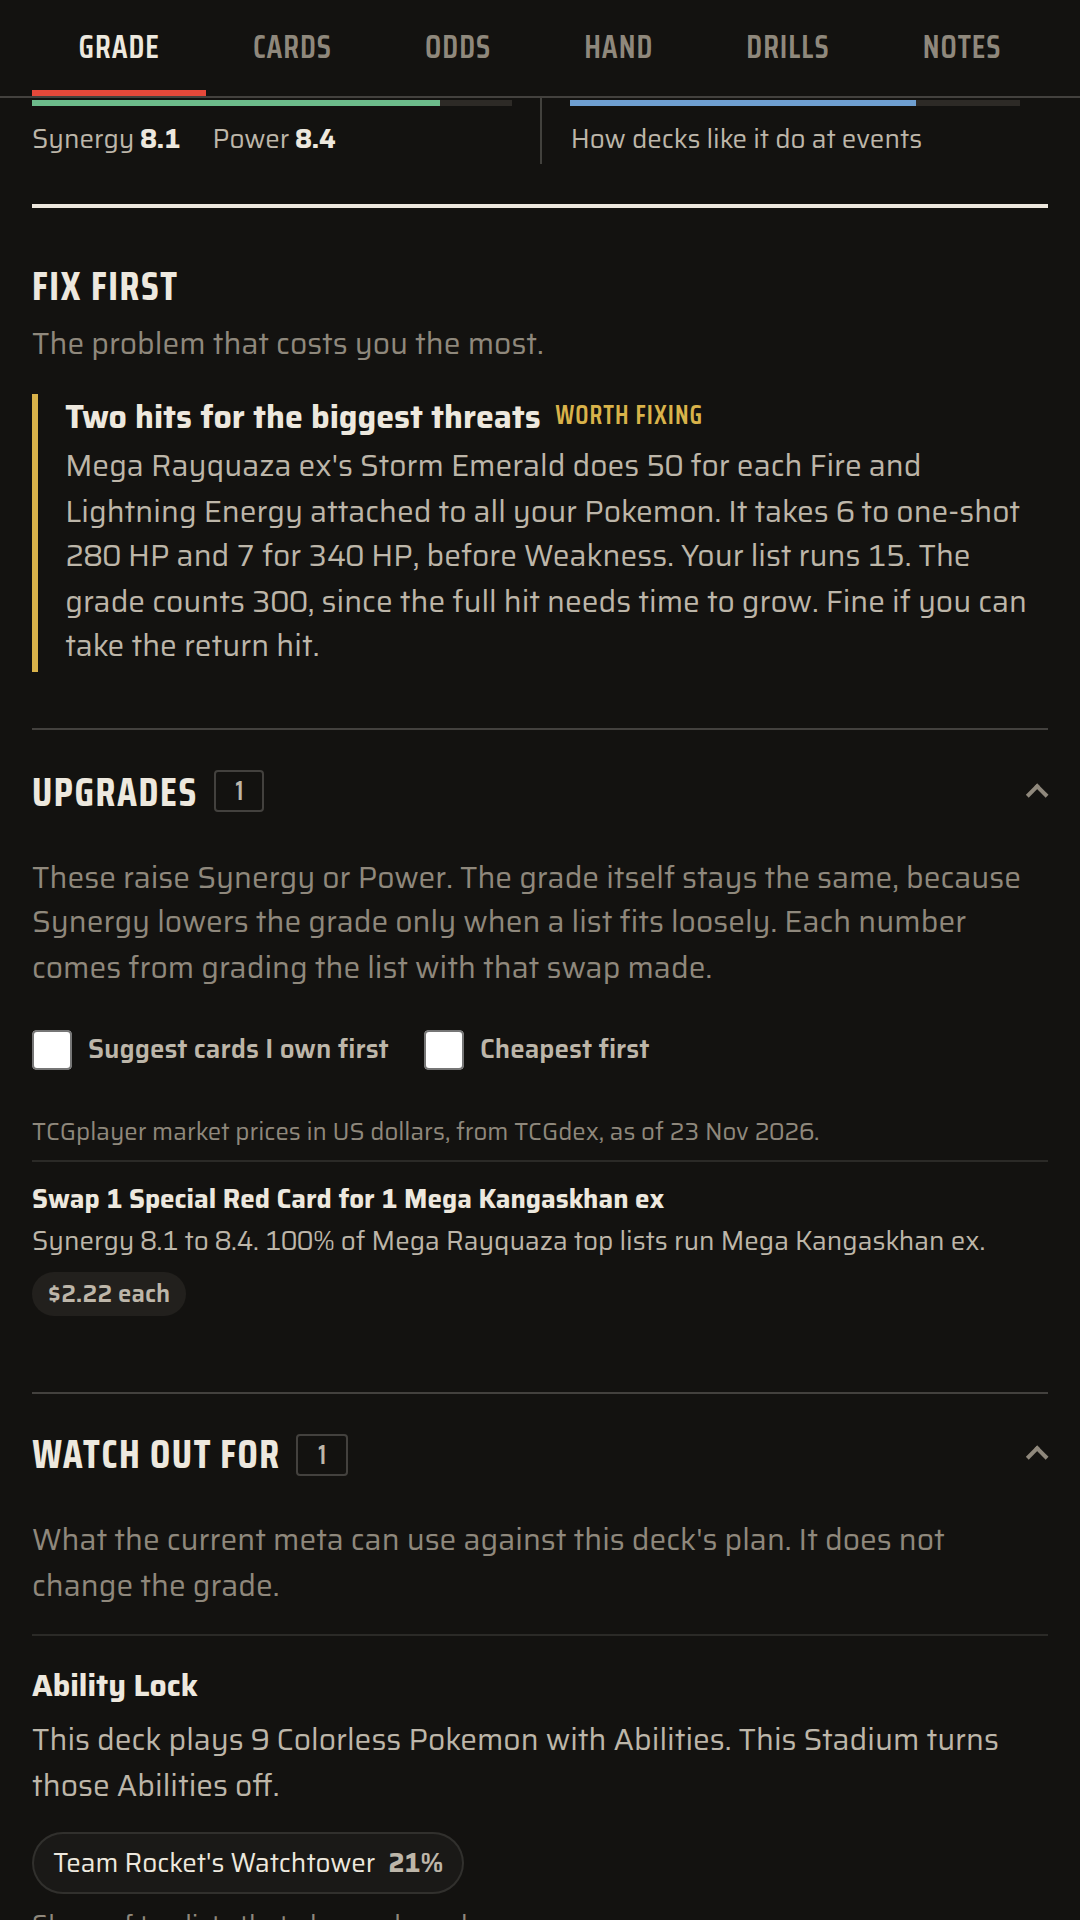 GRADE CARDS ODDS HAND DRILLS NOTES
Synergy 8.1 Power 8.4
How decks like it do at events
FIX FIRST
The problem that costs you the most.
Two hits for the biggest threats WORTH FIXING
Mega Rayquaza ex's Storm Emerald does 50 for each Fire and
Lightning Energy attached to all your Pokemon. It takes 6 to one-shot
280 HP and 7 for 340 HP, before Weakness. Your list runs 15. The
grade counts 300, since the full hit needs time to grow. Fine if you can
take the return hit.
UPGRADES 1
These raise Synergy or Power. The grade itself stays the same, because
Synergy lowers the grade only when a list fits loosely. Each number
comes from grading the list with that swap made.
Suggest cards I own first Cheapest first
TCGplayer market prices in US dollars, from TCGdex, as of 23 Nov 2026.
Swap 1 Special Red Card for 1 Mega Kangaskhan ex
Synergy 8.1 to 8.4. 100% of Mega Rayquaza top lists run Mega Kangaskhan ex.
$2.22 each
WATCH OUT FOR 1
What the current meta can use against this deck's plan. It does not
change the grade.
Ability Lock
This deck plays 9 Colorless Pokemon with Abilities. This Stadium turns
those Abilities off.
Team Rocket's Watchtower 21%